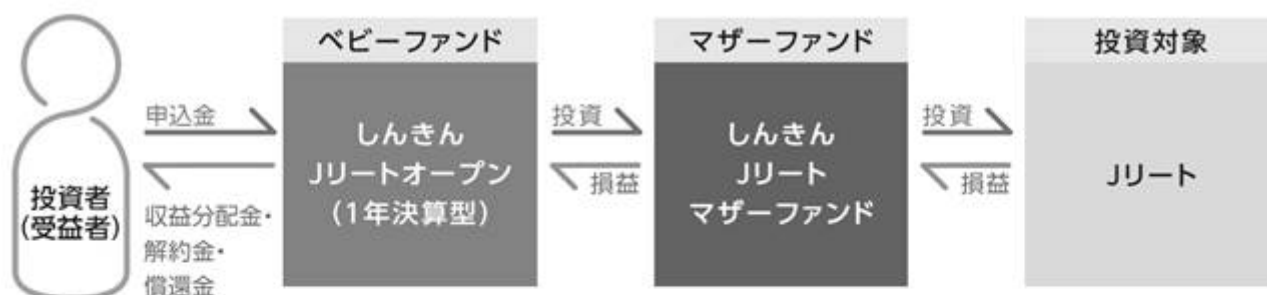 ベビーファンド
マザーファンド
投資対象
申込金
投資
投資
しんきん
Jリートオープン
(1年決算型)
しんきん
Jリート
マザーファンド
Jリート
損益
損益
投資者
(受益者)
収益分配金・
解約金・
償還金